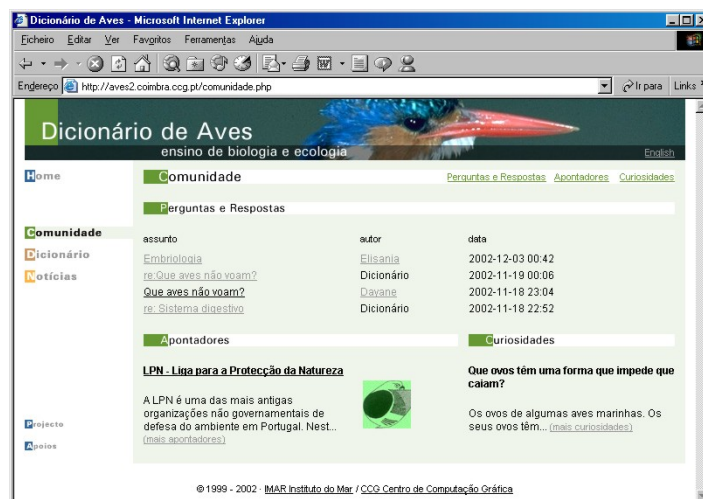 Dicionário de Aves - Microsoft Internet Explorer
Ficheiro Editar Ver Favoritos Ferramentas Ajuda
Endereço http://aves2.coimbra.ccg.pt/comunidade.php Ir para Links
Dicionário de Aves
ensino de biologia e ecologia
English
Home
Comunidade
Dicionário
Notícias
Projecto
Apoios
Comunidade Perguntas e Respostas Apontadores Curiosidades
Perguntas e Respostas
assunto autor data
Embriologia Elisania 2002-12-03 00:42
re:Que aves não voam? Dicionário 2002-11-19 00:06
Que aves não voam? Dayane 2002-11-18 23:04
re: Sistema digestivo Dicionário 2002-11-18 22:52
Apontadores
LPN - Liga para a Protecção da Natureza
A LPN é uma das mais antigas
organizações não governamentais de
defesa do ambiente em Portugal. Nest...
(mais apontadores)
Curiosidades
Que ovos têm uma forma que impede que
caiam?
Os ovos de algumas aves marinhas. Os
seus ovos têm... (mais curiosidades)
© 1999 - 2002 · IMAR Instituto do Mar / CCG Centro de Computação Gráfica